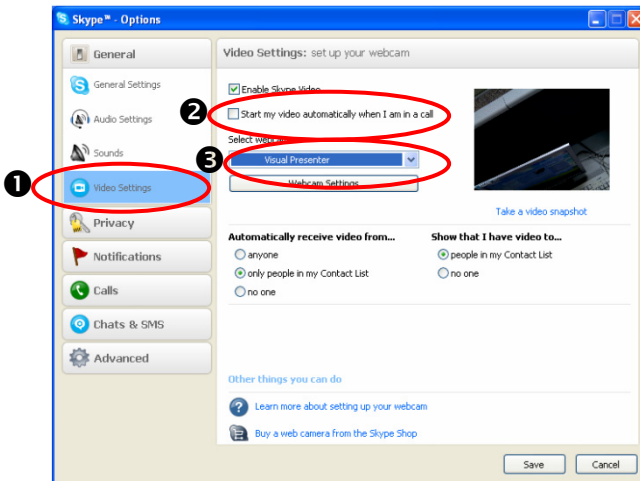 Skype™ - Options
General
General Settings
Audio Settings
Sounds
Video Settings
Privacy
Notifications
Calls
Chats & SMS
Advanced
Video Settings: set up your webcam
Enable Skype Video
Start my video automatically when I am in a call
Select webcam
Visual Presenter
Webcam Settings
Take a video snapshot
Automatically receive video from...
anyone
only people in my Contact List
no one
Show that I have video to...
people in my Contact List
no one
Other things you can do
Learn more about setting up your webcam
Buy a web camera from the Skype Shop
Save
Cancel
1
2
3